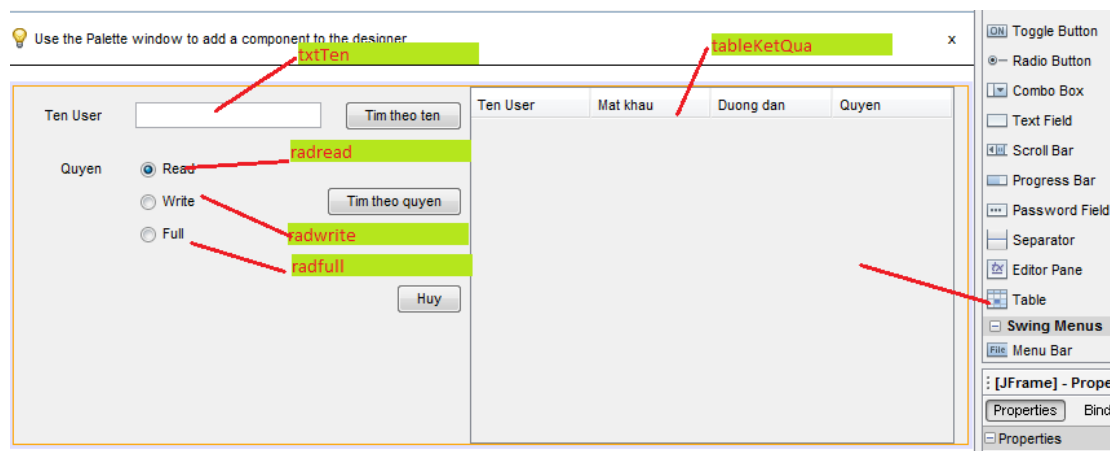 Use the Palette window to add a component to the designer
x
txtTen
tableKetQua
Ten User
Tim theo ten
Ten User
Mat khau
Duong dan
Quyen
radread
Quyen
Read
Write
Tim theo quyen
radwrite
Full
radfull
Huy
ON Toggle Button
Radio Button
Combo Box
Text Field
Scroll Bar
Progress Bar
Password Field
Separator
Editor Pane
Table
Swing Menus
File Menu Bar
[JFrame] - Prope
Properties Bind
Properties